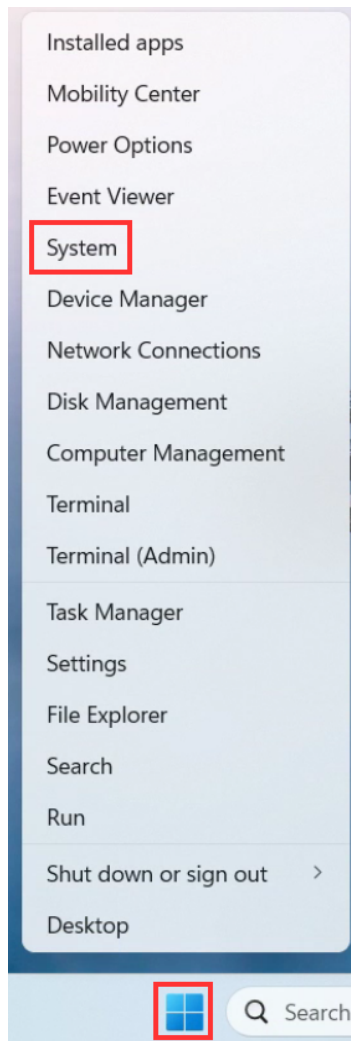 Installed apps
Mobility Center
Power Options
Event Viewer
System
Device Manager
Network Connections
Disk Management
Computer Management
Terminal
Terminal (Admin)
Task Manager
Settings
File Explorer
Search
Run
Shut down or sign out
Desktop
Search